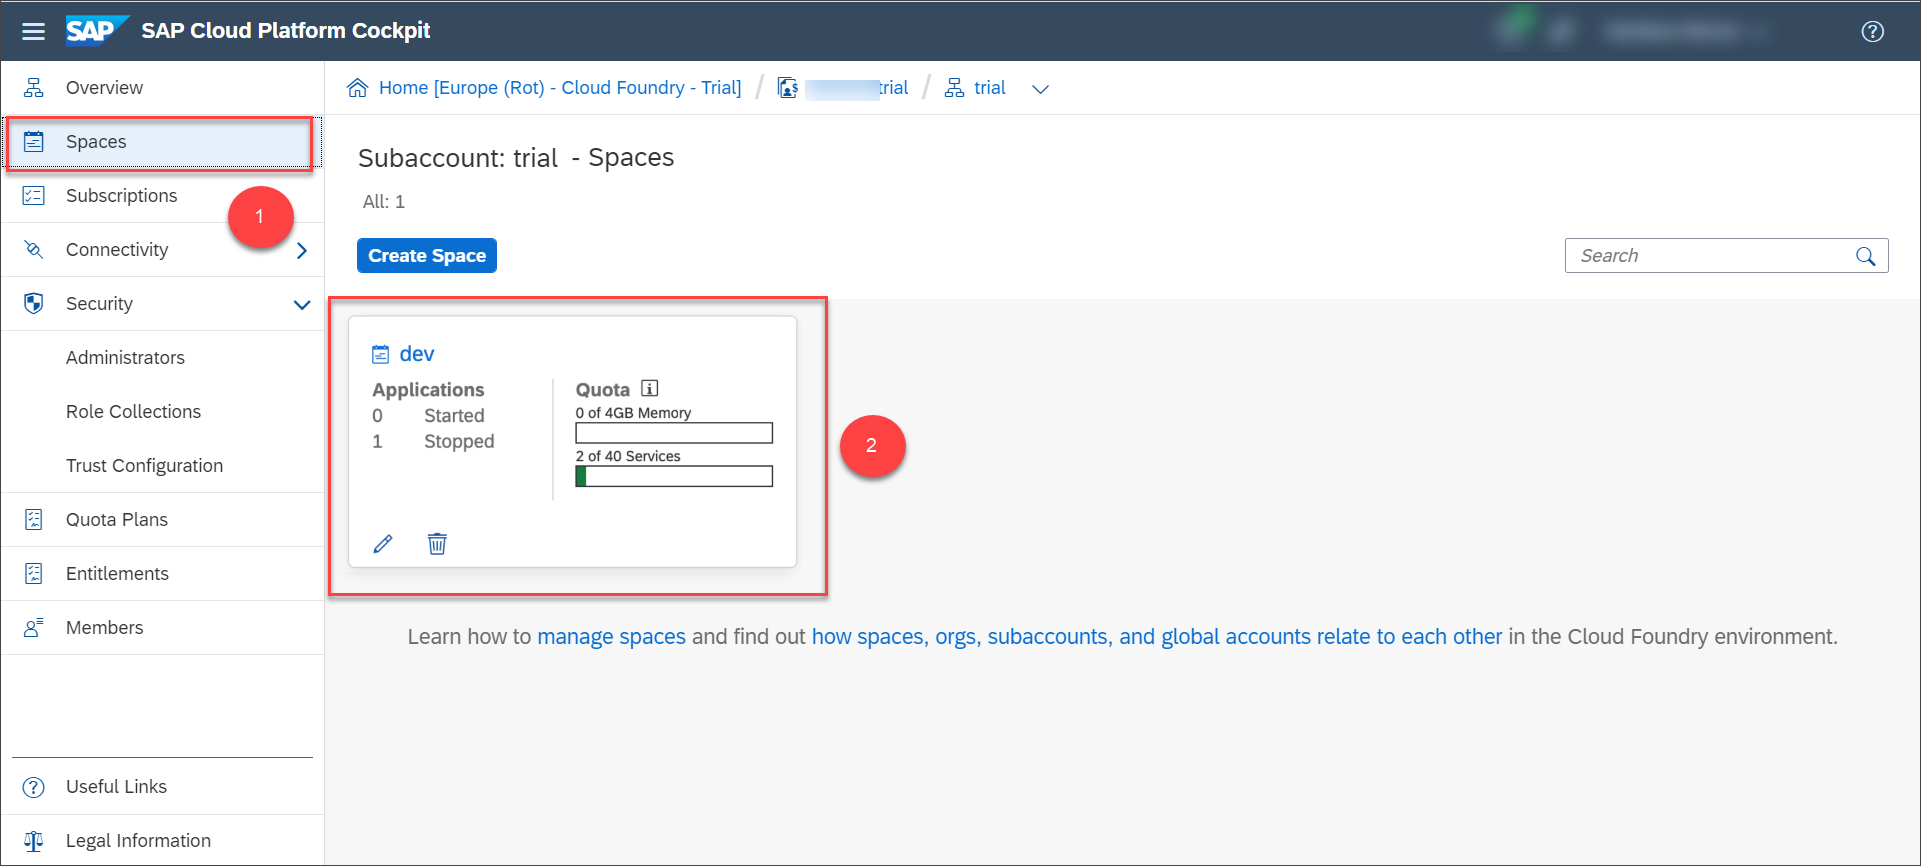 SAP SAP Cloud Platform Cockpit
Overview
Spaces
Subscriptions
1
Connectivity
Security
Administrators
Role Collections
Trust Configuration
Quota Plans
Entitlements
Members
Useful Links
Legal Information
Home [Europe (Rot) - Cloud Foundry - Trial] / trial / trial
Subaccount: trial - Spaces
All: 1
Create Space
Search
dev
Applications
0 Started
1 Stopped
Quota
0 of 4GB Memory
2 of 40 Services
2
Learn how to manage spaces and find out how spaces, orgs, subaccounts, and global accounts relate to each other in the Cloud Foundry environment.